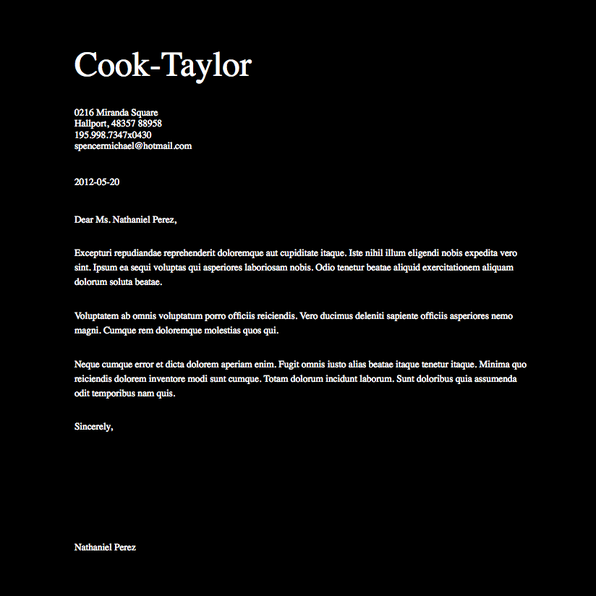 Cook-Taylor
0216 Miranda Square
Hallport, 48357 88958
195.998.7347x0430
spencermichael@hotmail.com
2012-05-20
Dear Ms. Nathaniel Perez,
Excepturi repudiandae reprehenderit doloremque aut cupiditate itaque. Iste nihil illum eligendi nobis expedita vero
sint. Ipsum ea sequi voluptas qui asperiores laboriosam nobis. Odio tenetur beatae aliquid exercitationem aliquam
dolorum soluta beatae.
Voluptatem ab omnis voluptatum porro officiis reiciendis. Vero ducimus deleniti sapiente officiis asperiores nemo
magni. Cumque rem doloremque molestias quos qui.
Neque cumque error et dicta dolorem aperiam enim. Fugit omnis iusto alias beatae itaque tenetur itaque. Minima quo
reiciendis dolorem inventore modi sunt cumque. Totam dolorum incidunt laborum. Sunt doloribus quia assumenda
odit temporibus nam quis.
Sincerely,
Nathaniel Perez